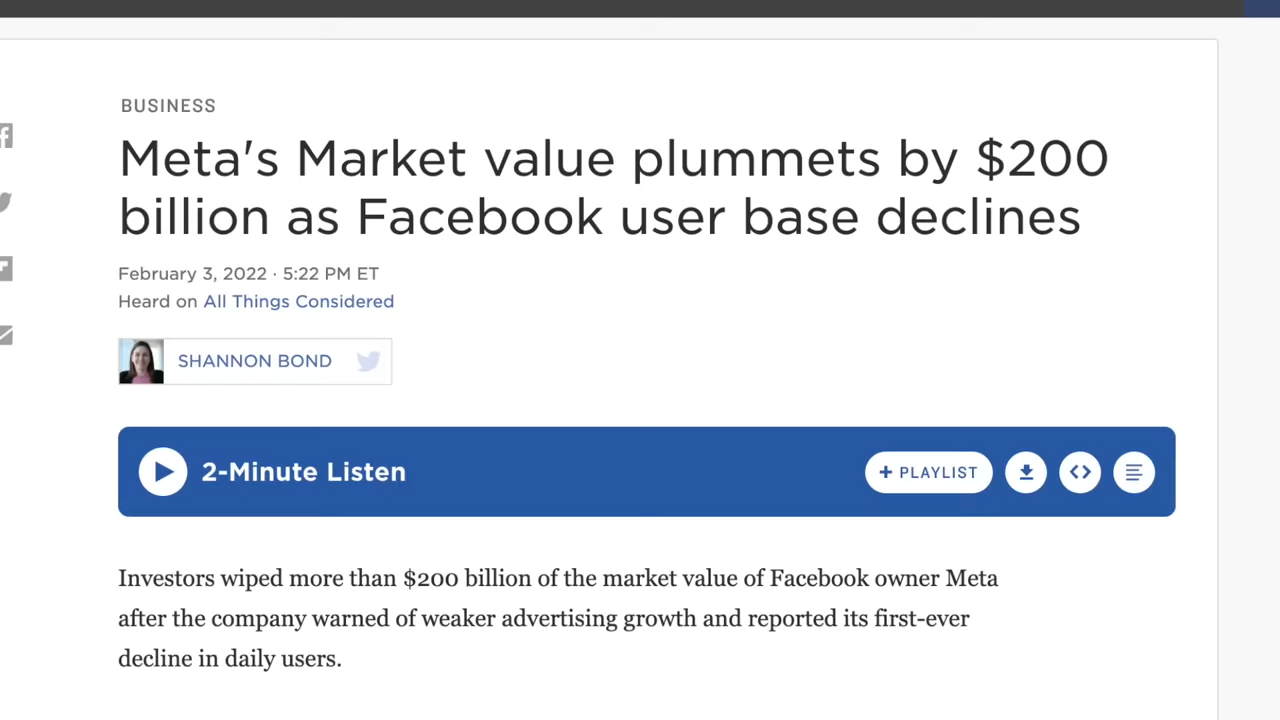 BUSINESS
Meta's Market value plummets by $200
billion as Facebook user base declines
February 3, 2022 · 5:22 PM ET
Heard on All Things Considered
SHANNON BOND
2-Minute Listen
+ PLAYLIST
Investors wiped more than $200 billion of the market value of Facebook owner Meta
after the company warned of weaker advertising growth and reported its first-ever
decline in daily users.